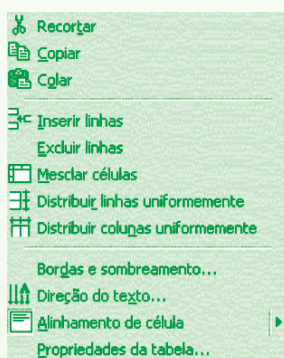 Recortar
Copiar
Colar
Inserir linhas
Excluir linhas
Mesclar células
Distribuir linhas uniformemente
Distribuir colunas uniformemente
Bordas e sombreamento...
Direção do texto...
Alinhamento de célula
Propriedades da tabela...